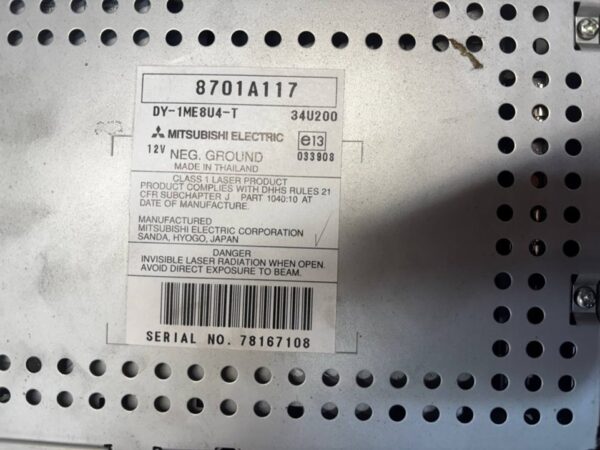 8701A117
DY-1ME8U4-T 34U200
MITSUBISHI ELECTRIC e13
12V NEG. GROUND 033908
MADE IN THAILAND
CLASS 1 LASER PRODUCT
PRODUCT COMPLIES WITH DHHS RULES 21
CFR SUBCHAPTER J PART 1040:10 AT
DATE OF MANUFACTURE.
MANUFACTURED
MITSUBISHI ELECTRIC CORPORATION
SANDA, HYOGO, JAPAN
DANGER
INVISIBLE LASER RADIATION WHEN OPEN.
AVOID DIRECT EXPOSURE TO BEAM.
SERIAL NO. 78167108